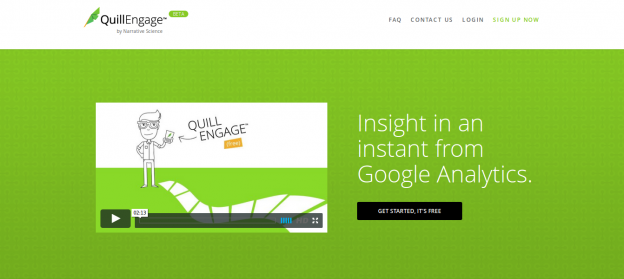 QuillEngage™ BETA
by Narrative Science
FAQ CONTACT US LOGIN SIGN UP NOW
QUILL
ENGAGE™
(FREE)
02:13
Insight in an
instant from
Google Analytics.
GET STARTED, IT'S FREE